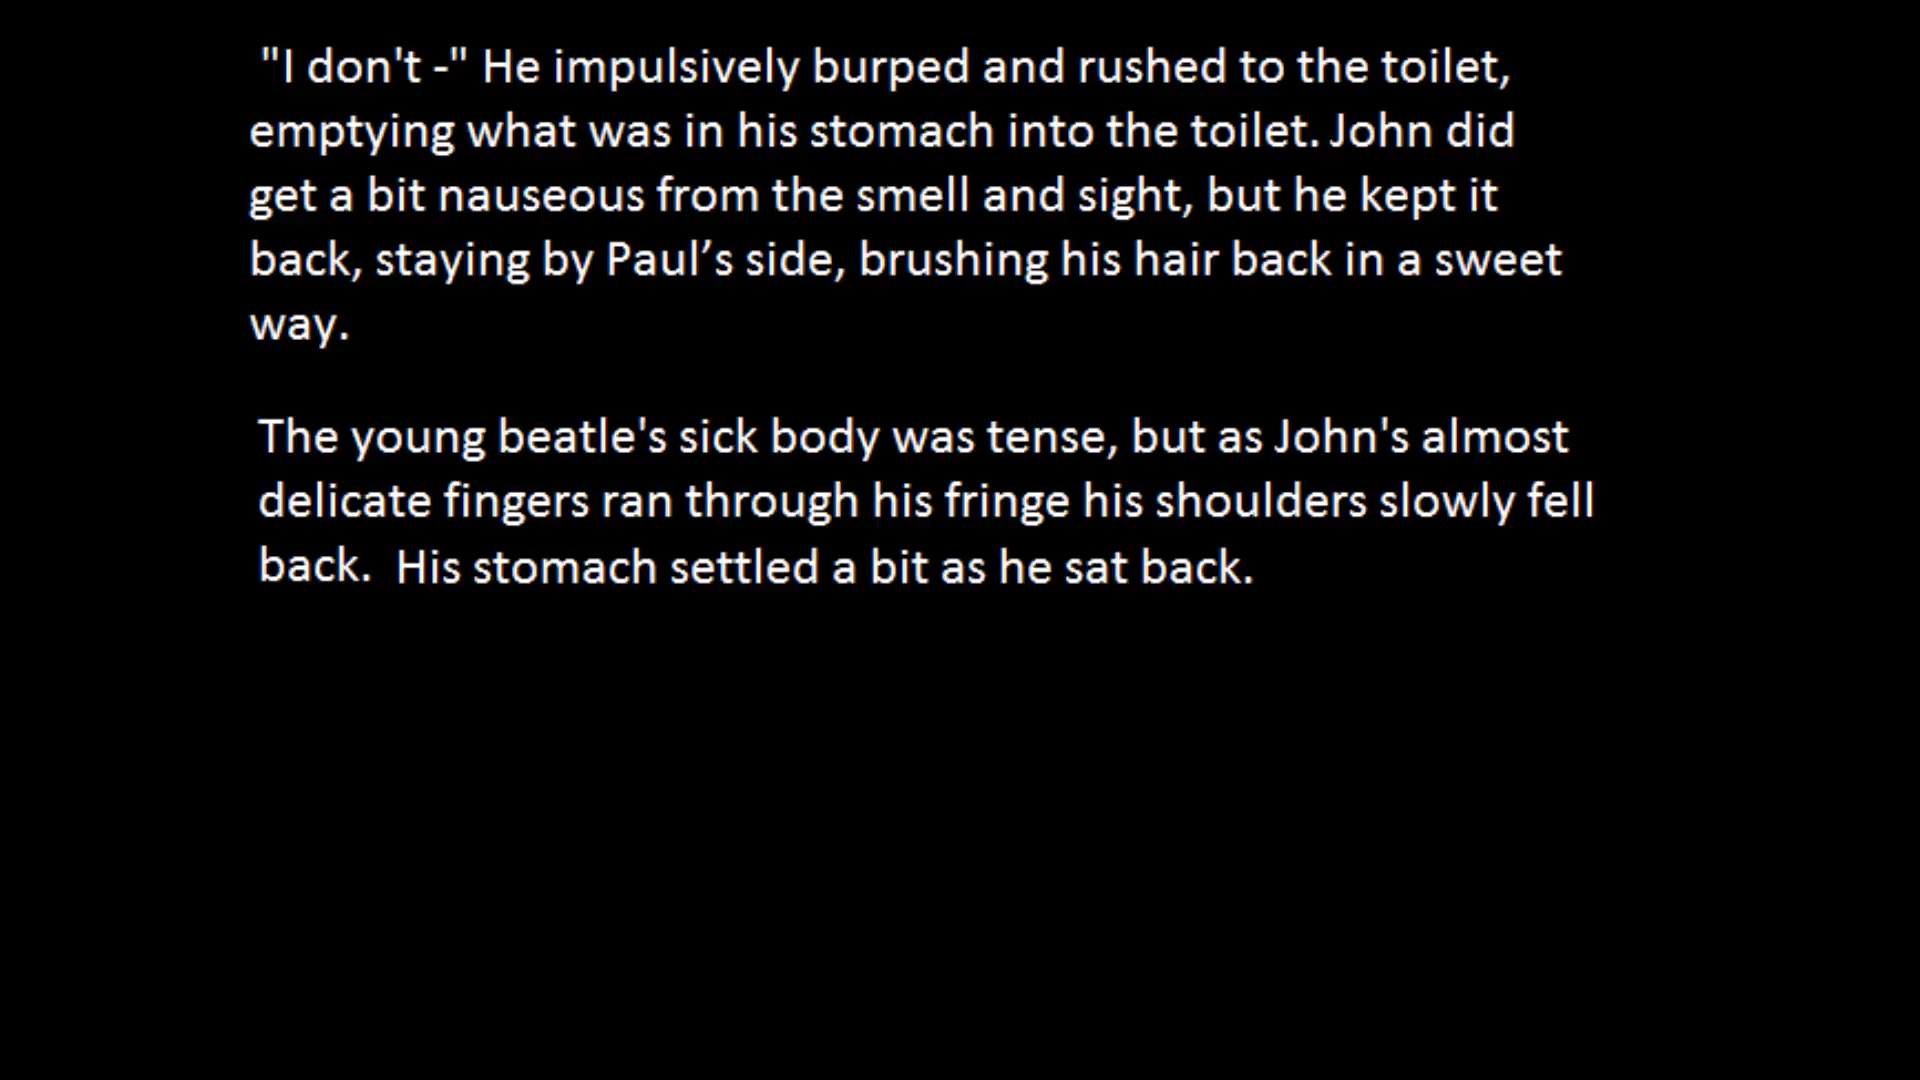 "I don't -" He impulsively burped and rushed to the toilet,
emptying what was in his stomach into the toilet. John did
get a bit nauseous from the smell and sight, but he kept it
back, staying by Paul’s side, brushing his hair back in a sweet
way.
The young beatle's sick body was tense, but as John's almost
delicate fingers ran through his fringe his shoulders slowly fell
back.  His stomach settled a bit as he sat back.